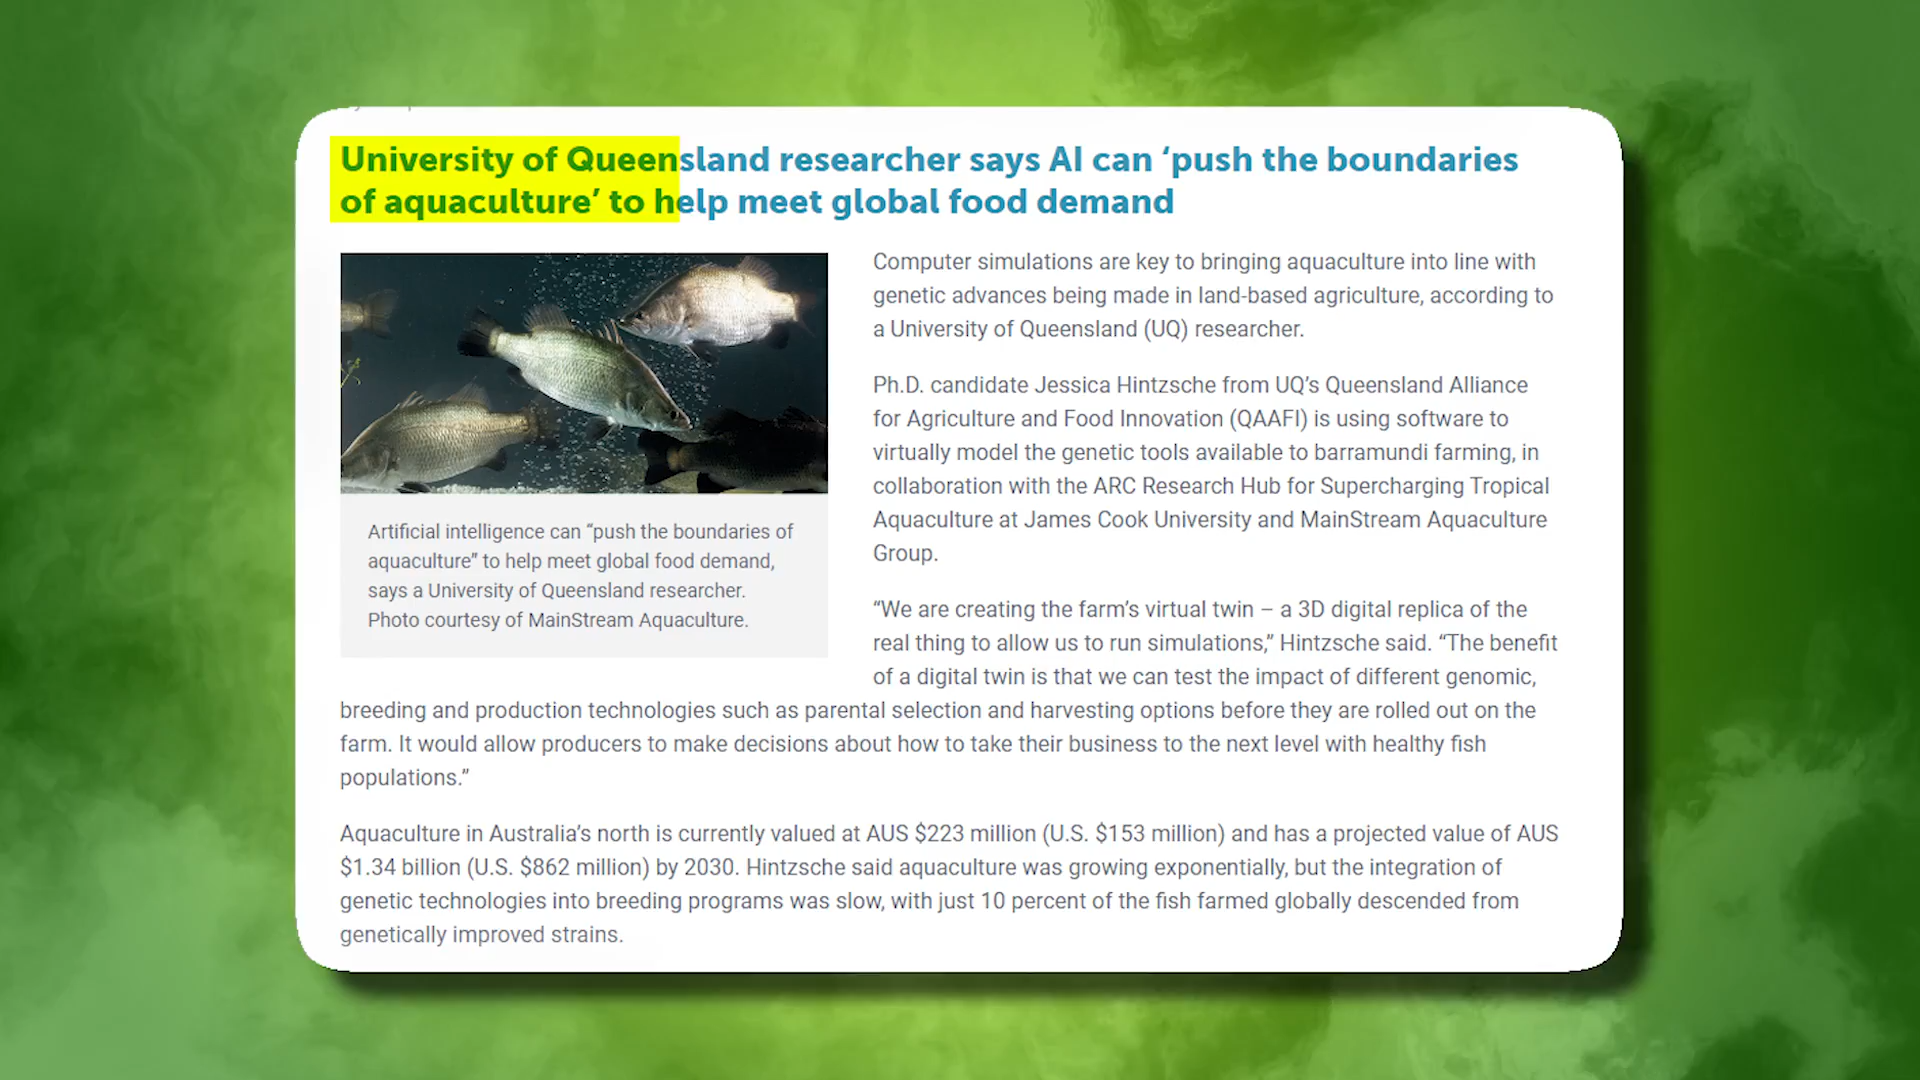 University of Queensland researcher says AI can ‘push the boundaries
of aquaculture’ to help meet global food demand
Artificial intelligence can “push the boundaries of
aquaculture” to help meet global food demand,
says a University of Queensland researcher.
Photo courtesy of MainStream Aquaculture.
Computer simulations are key to bringing aquaculture into line with
genetic advances being made in land-based agriculture, according to
a University of Queensland (UQ) researcher.
Ph.D. candidate Jessica Hintzsche from UQ’s Queensland Alliance
for Agriculture and Food Innovation (QAAFI) is using software to
virtually model the genetic tools available to barramundi farming, in
collaboration with the ARC Research Hub for Supercharging Tropical
Aquaculture at James Cook University and MainStream Aquaculture
Group.
“We are creating the farm’s virtual twin – a 3D digital replica of the
real thing to allow us to run simulations,” Hintzsche said. “The benefit
of a digital twin is that we can test the impact of different genomic,
breeding and production technologies such as parental selection and harvesting options before they are rolled out on the
farm. It would allow producers to make decisions about how to take their business to the next level with healthy fish
populations.”
Aquaculture in Australia’s north is currently valued at AUS $223 million (U.S. $153 million) and has a projected value of AUS
$1.34 billion (U.S. $862 million) by 2030. Hintzsche said aquaculture was growing exponentially, but the integration of
genetic technologies into breeding programs was slow, with just 10 percent of the fish farmed globally descended from
genetically improved strains.